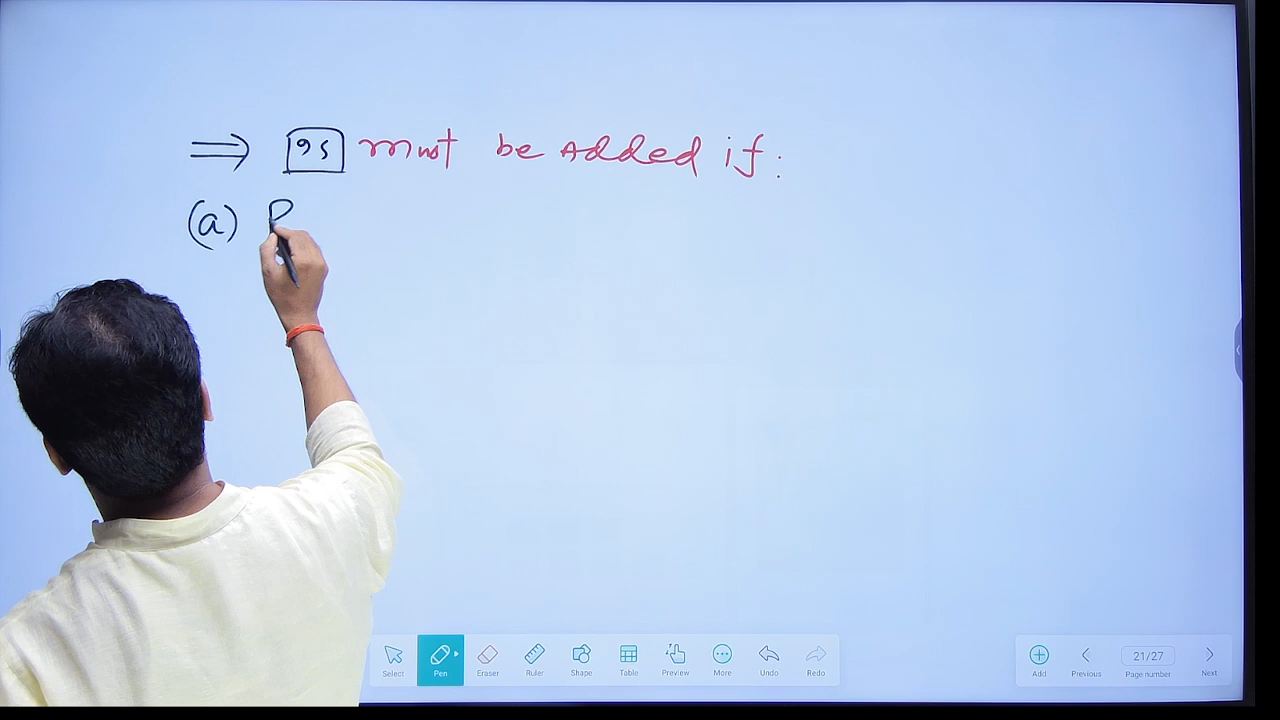 ⇒ 95 must be Added if:
(a) P
Select Pen Eraser Ruler Shape Table Preview More Undo Redo
Add Previous 21/27 Page number Next